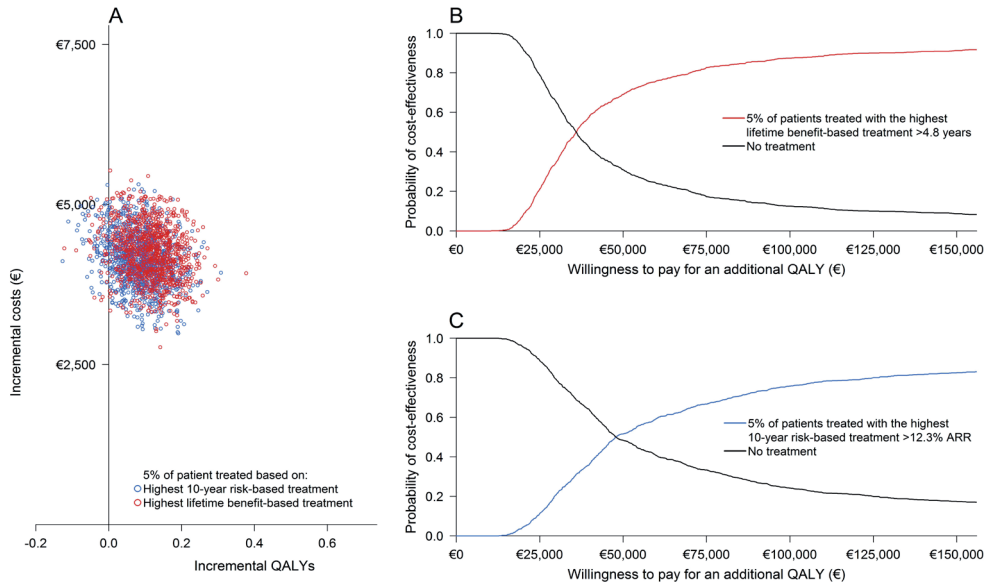 A
Incremental costs (€)
€7,500
€5,000
€2,500
5% of patient treated based on:
Highest 10-year risk-based treatment
Highest lifetime benefit-based treatment
-0.2 0.0 0.2 0.4 0.6
Incremental QALYs
B
Probability of cost-effectiveness
1.0
0.8
0.6
0.4
0.2
0.0
5% of patients treated with the highest
lifetime benefit-based treatment >4.8 years
No treatment
€0 €25,000 €50,000 €75,000 €100,000 €125,000 €150,000
Willingness to pay for an additional QALY (€)
C
Probability of cost-effectiveness
1.0
0.8
0.6
0.4
0.2
0.0
5% of patients treated with the highest
10-year risk-based treatment >12.3% ARR
No treatment
€0 €25,000 €50,000 €75,000 €100,000 €125,000 €150,000
Willingness to pay for an additional QALY (€)